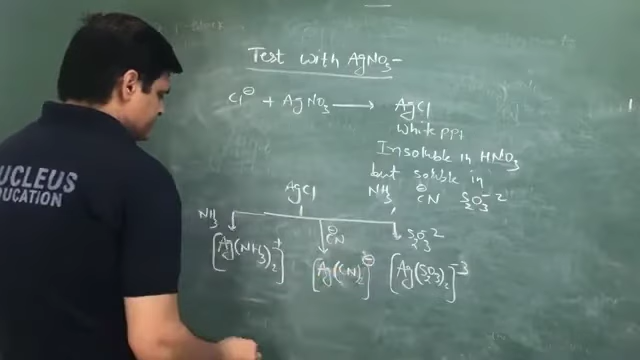 Test with AgNO₃ -
Cl⊖ + AgNO₃ ⟶ AgCl
White PPt
Insoluble in HNO₃
but soluble in
NH₃ ⊖CN S₂O₃⁻²
AgCl
NH₃ ⊖CN S₂O₃⁻²
[Ag(NH₃)₂]⁺ [Ag(CN)₂]⊖ [Ag(S₂O₃)₂]⁻³
NUCLEUS
EDUCATION